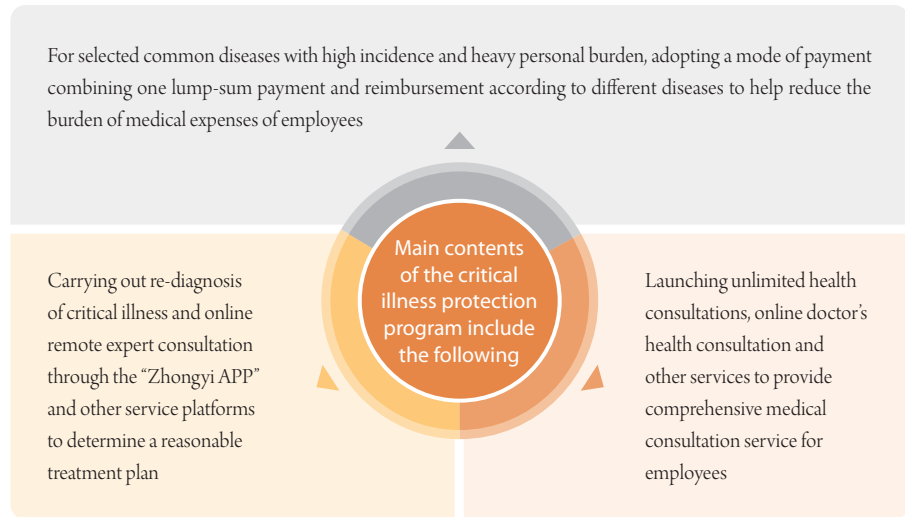 For selected common diseases with high incidence and heavy personal burden, adopting a mode of payment
combining one lump-sum payment and reimbursement according to different diseases to help reduce the
burden of medical expenses of employees
Main contents
of the critical
illness protection
program include
the following
Carrying out re-diagnosis
of critical illness and online
remote expert consultation
through the “Zhongyi APP”
and other service platforms
to determine a reasonable
treatment plan
Launching unlimited health
consultations, online doctor’s
health consultation and
other services to provide
comprehensive medical
consultation service for
employees